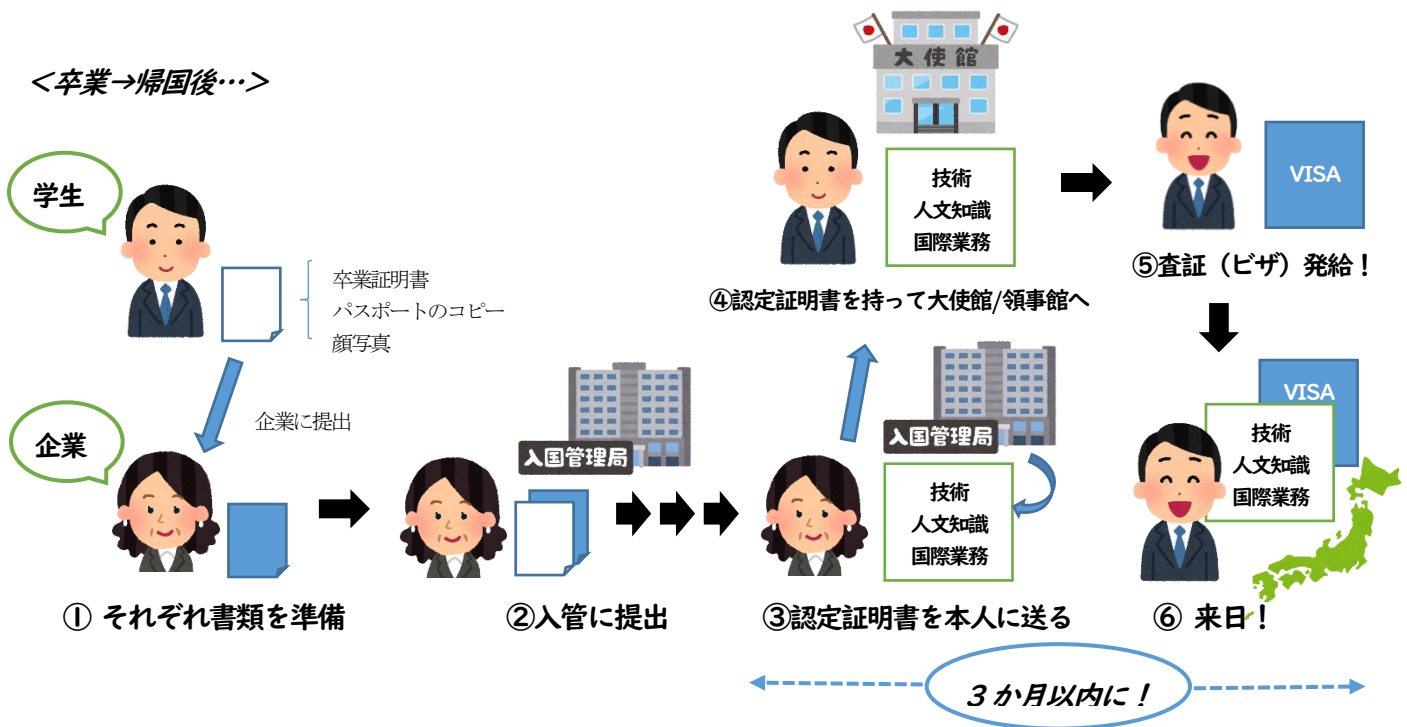 <卒業→帰国後…>
学生
卒業証明書
パスポートのコピー
顔写真
企業に提出
企業
① それぞれ書類を準備
入国管理局
②入管に提出
入国管理局
技術
人文知識
国際業務
③認定証明書を本人に送る
大使館
技術
人文知識
国際業務
④認定証明書を持って大使館/領事館へ
VISA
⑤査証（ビザ）発給！
VISA
技術
人文知識
国際業務
⑥ 来日！
３か月以内に！